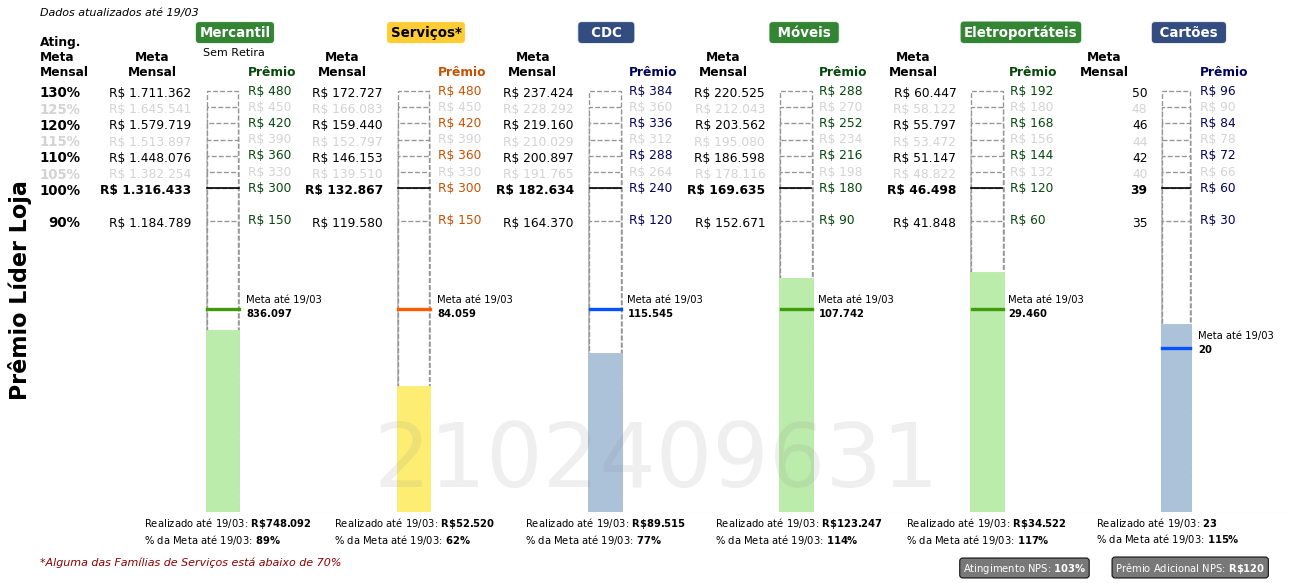 Dados atualizados até 19/03
Mercantil Serviços* CDC Móveis Eletroportáteis Cartões
Sem Retira
Ating. Meta Mensal Meta Mensal Prêmio Meta Mensal Prêmio Meta Mensal Prêmio Meta Mensal Prêmio Meta Mensal Prêmio Meta Mensal Prêmio
130% R$ 1.711.362 R$ 480 R$ 172.727 R$ 480 R$ 237.424 R$ 384 R$ 220.525 R$ 288 R$ 60.447 R$ 192 50 R$ 96
125% R$ 1.645.541 R$ 450 R$ 166.083 R$ 450 R$ 228.292 R$ 360 R$ 212.043 R$ 270 R$ 58.122 R$ 180 48 R$ 90
120% R$ 1.579.719 R$ 420 R$ 159.440 R$ 420 R$ 219.160 R$ 336 R$ 203.562 R$ 252 R$ 55.797 R$ 168 46 R$ 84
115% R$ 1.513.897 R$ 390 R$ 152.797 R$ 390 R$ 210.029 R$ 312 R$ 195.080 R$ 234 R$ 53.472 R$ 156 44 R$ 78
110% R$ 1.448.076 R$ 360 R$ 146.153 R$ 360 R$ 200.897 R$ 288 R$ 186.598 R$ 216 R$ 51.147 R$ 144 42 R$ 72
105% R$ 1.382.254 R$ 330 R$ 139.510 R$ 330 R$ 191.765 R$ 264 R$ 178.116 R$ 198 R$ 48.822 R$ 132 40 R$ 66
100% R$ 1.316.433 R$ 300 R$ 132.867 R$ 300 R$ 182.634 R$ 240 R$ 169.635 R$ 180 R$ 46.498 R$ 120 39 R$ 60
90% R$ 1.184.789 R$ 150 R$ 119.580 R$ 150 R$ 164.370 R$ 120 R$ 152.671 R$ 90 R$ 41.848 R$ 60 35 R$ 30
Prêmio Líder Loja
Meta até 19/03 Meta até 19/03 Meta até 19/03 Meta até 19/03 Meta até 19/03
836.097 84.059 115.545 107.742 29.460
Meta até 19/03
20
2102409631
Realizado até 19/03: R$748.092 Realizado até 19/03: R$52.520 Realizado até 19/03: R$89.515 Realizado até 19/03: R$123.247 Realizado até 19/03: R$34.522 Realizado até 19/03: 23
% da Meta até 19/03: 89% % da Meta até 19/03: 62% % da Meta até 19/03: 77% % da Meta até 19/03: 114% % da Meta até 19/03: 117% % da Meta até 19/03: 115%
*Alguma das Famílias de Serviços está abaixo de 70%
Atingimento NPS: 103% Prêmio Adicional NPS: R$120